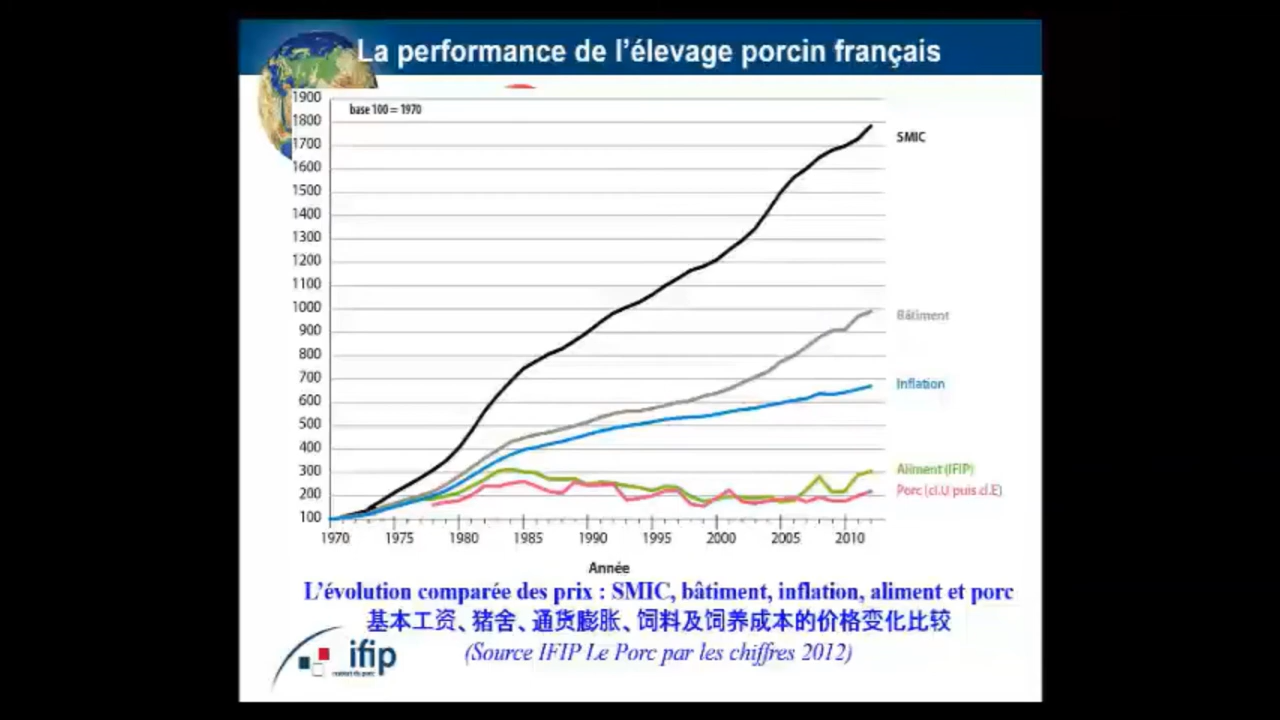 La performance de l'élevage porcin français
1900
base 100 = 1970
1800
SMIC
1700
1600
1500
1400
1300
1200
1100
1000
Bâtiment
900
800
700
Inflation
600
500
400
300
Aliment (IFIP)
200
Porc (cl.U puis cl.E)
100
1970 1975 1980 1985 1990 1995 2000 2005 2010
Année
L'évolution comparée des prix : SMIC, bâtiment, inflation, aliment et porc
基本工资、猪舍、通货膨胀、饲料及饲养成本的价格变化比较
(Source IFIP Le Porc par les chiffres 2012)
ifip